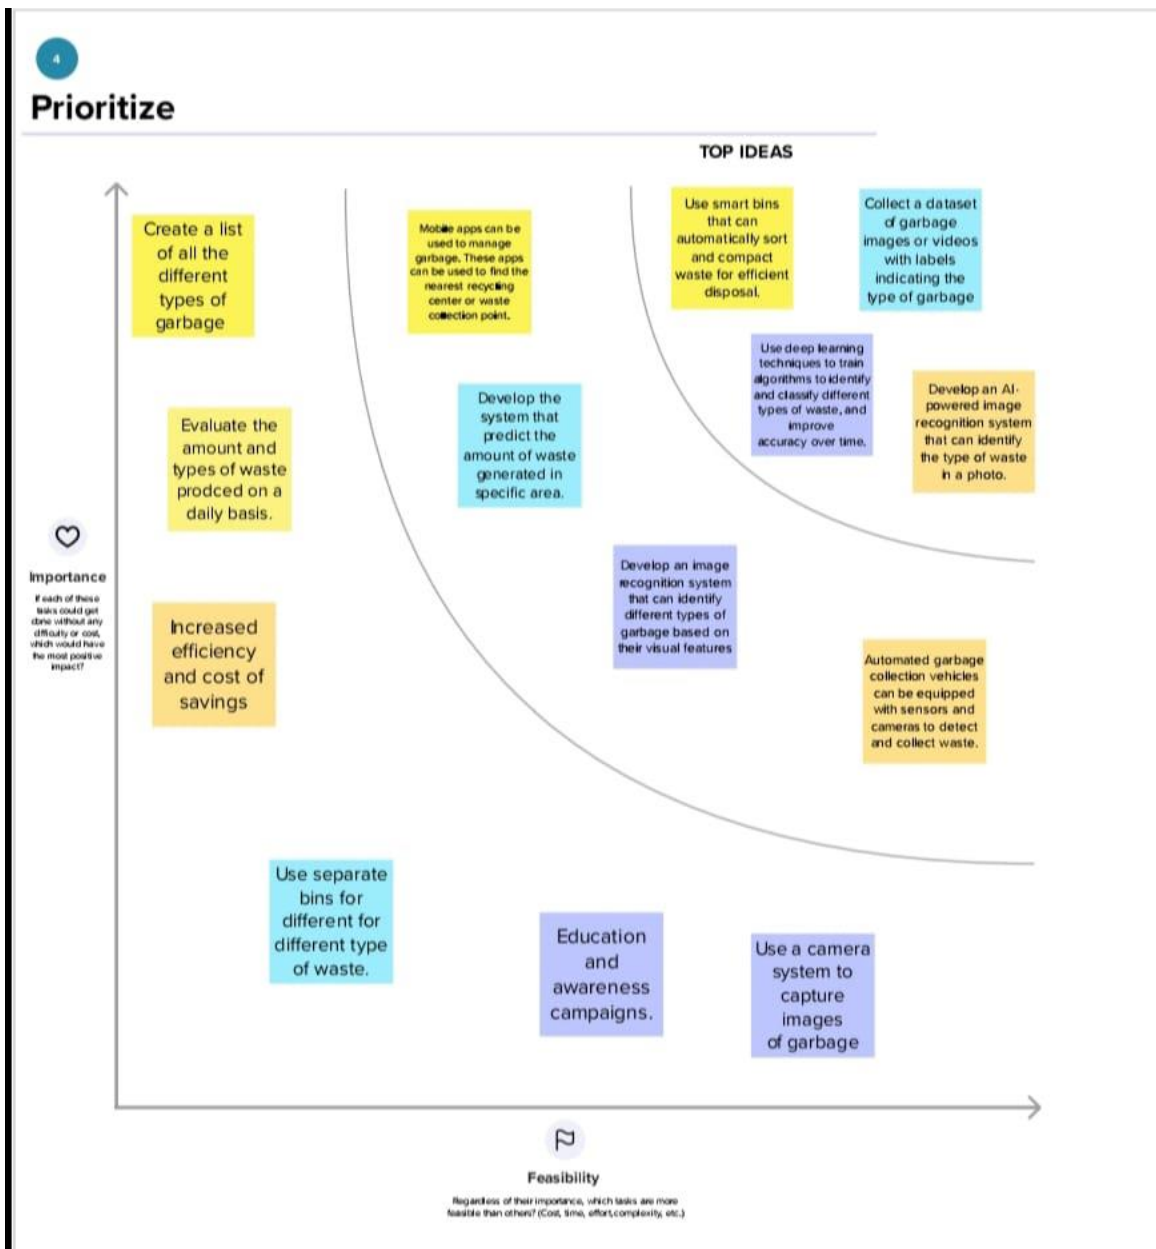 4
Prioritize
TOP IDEAS
Create a list
of all the
different
types of
garbage
Mobile apps can be
used to manage
garbage. These apps
can be used to find the
nearest recycling
center or waste
collection point.
Use smart bins
that can
automatically sort
and compact
waste for efficient
disposal.
Collect a dataset
of garbage
images or videos
with labels
indicating the
type of garbage
Use deep learning
techniques to train
algorithms to identify
and classify different
types of waste, and
improve
accuracy over time.
Develop an AI-
powered image
recognition system
that can identify
the type of waste
in a photo.
Evaluate the
amount and
types of waste
prodced on a
daily basis.
Develop the
system that
predict the
amount of waste
generated in
specific area.
Importance
If each of these
tasks could get
done without any
difficulty or cost,
which would have
the most positive
impact?
Increased
efficiency
and cost of
savings
Develop an image
recognition system
that can identify
different types of
garbage based on
their visual features
Automated garbage
collection vehicles
can be equipped
with sensors and
cameras to detect
and collect waste.
Use separate
bins for
different for
different type
of waste.
Education
and
awareness
campaigns.
Use a camera
system to
capture
images
of garbage
Feasibility
Regardless of their importance, which tasks are more
feasible than others? (Cost, time, effort, complexity, etc.)